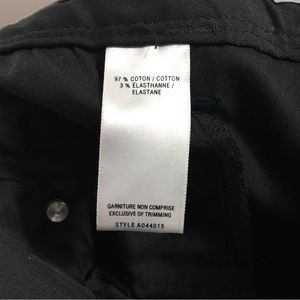 97 % COTON / COTTON
3 % ÉLASTHANNE /
ELASTANE
GARNITURE NON COMPRISE
EXCLUSIVE OF TRIMMING
STYLE A044015